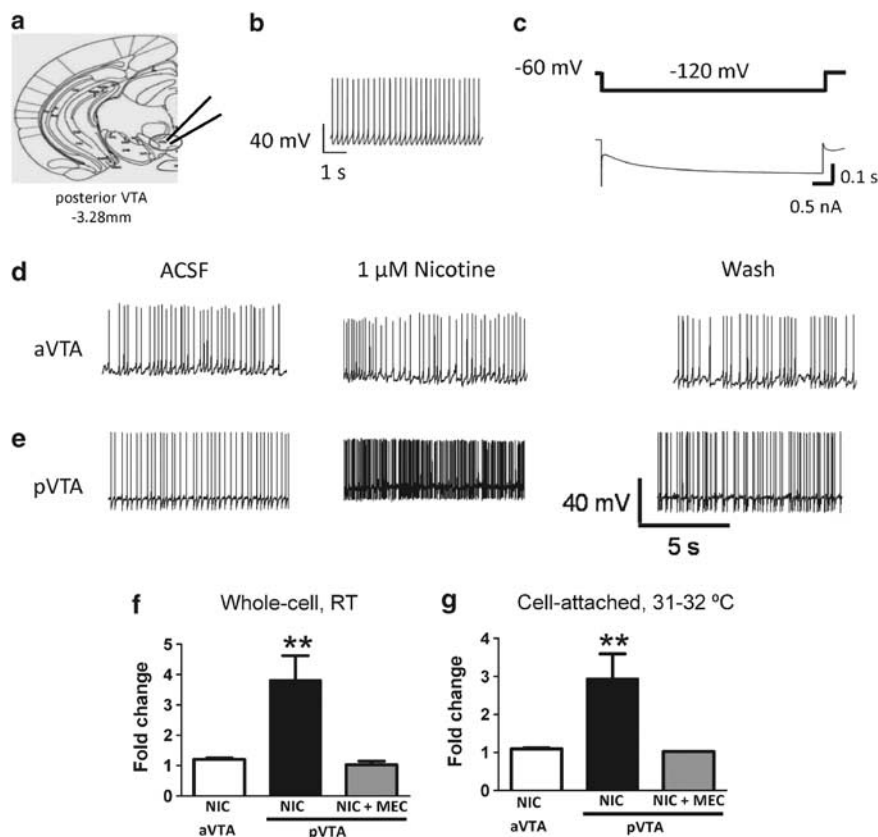 a
posterior VTA
-3.28mm
b
40 mV
1 s
c
-60 mV
-120 mV
0.1 s
0.5 nA
d
ACSF
1 µM Nicotine
Wash
aVTA
e
pVTA
40 mV
5 s
f
Whole-cell, RT
**
Fold change
5
4
3
2
1
0
NIC
NIC
NIC + MEC
aVTA
pVTA
g
Cell-attached, 31-32 ºC
**
Fold change
4
3
2
1
0
NIC
NIC
NIC + MEC
aVTA
pVTA